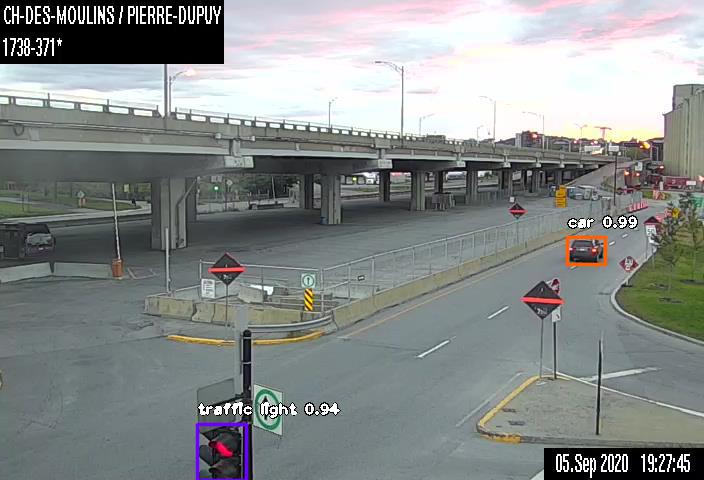 CH-DES-MOULINS / PIERRE-DUPUY
1738-371*
car 0.99
traffic light 0.94
05.Sep 2020 19:27:45